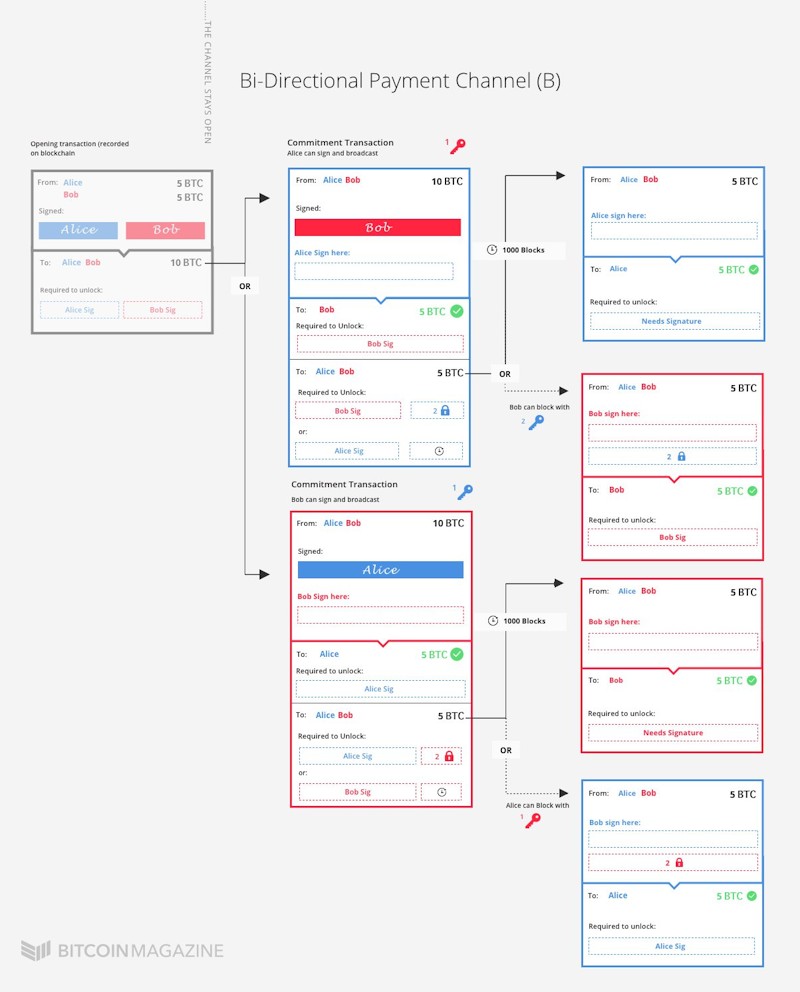 ......THE CHANNEL STAYS OPEN
Bi-Directional Payment Channel (B)
Opening transaction (recorded
on blockchain
From: Alice 5 BTC
Bob 5 BTC
Signed:
Alice Bob
To: Alice Bob 10 BTC
Required to unlock:
Alice Sig Bob Sig
OR
Commitment Transaction
Alice can sign and broadcast
1
From: Alice Bob 10 BTC
Signed:
Bob
Alice Sign here:
To: Bob 5 BTC
Required to Unlock:
Bob Sig
To: Alice Bob 5 BTC
Required to Unlock:
Bob Sig 2
or:
Alice Sig
1000 Blocks
OR
Bob can block with
2
From: Alice Bob 5 BTC
Alice sign here:
To: Alice 5 BTC
Required to unlock:
Needs Signature
From: Alice Bob 5 BTC
Bob sign here:
2
To: Bob 5 BTC
Required to unlock:
Bob Sig
Commitment Transaction
Bob can sign and broadcast
1
From: Alice Bob 10 BTC
Signed:
Alice
Bob Sign here:
To: Alice 5 BTC
Required to unlock:
Alice Sig
To: Alice Bob 5 BTC
Required to Unlock:
Alice Sig 2
or:
Bob Sig
1000 Blocks
OR
Alice can Block with
1
From: Alice Bob 5 BTC
Bob sign here:
To: Bob 5 BTC
Required to unlock:
Needs Signature
From: Alice Bob 5 BTC
Bob sign here:
2
To: Alice 5 BTC
Required to unlock:
Alice Sig
BITCOINMAGAZINE